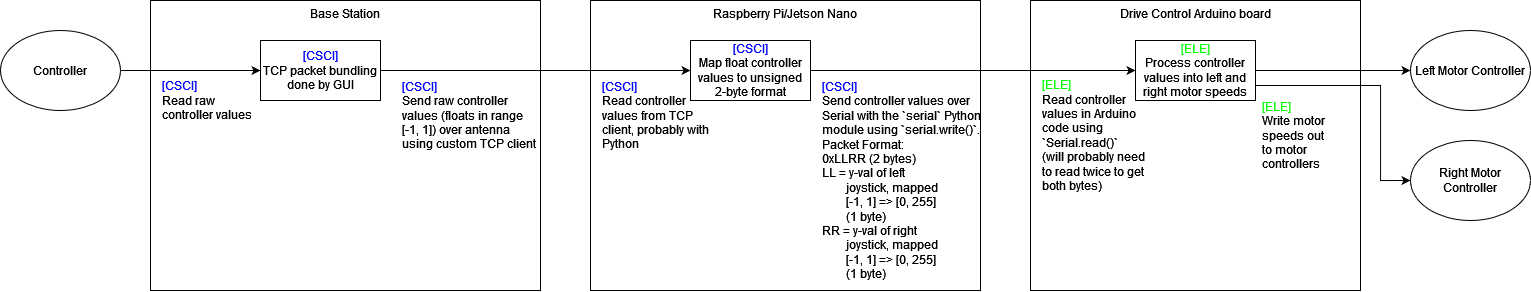 Base Station
Raspberry Pi/Jetson Nano
Drive Control Arduino board
Controller
[CSCI]
Read raw
controller values
[CSCI]
TCP packet bundling
done by GUI
[CSCI]
Send raw controller
values (floats in range
[-1, 1]) over antenna
using custom TCP client
[CSCI]
Read controller
values from TCP
client, probably with
Python
[CSCI]
Map float controller
values to unsigned
2-byte format
[CSCI]
Send controller values over
Serial with the `serial` Python
module using `serial.write()`.
Packet Format:
0xLLRR (2 bytes)
LL = y-val of left
joystick, mapped
[-1, 1] => [0, 255]
(1 byte)
RR = y-val of right
joystick, mapped
[-1, 1] => [0, 255]
(1 byte)
[ELE]
Read controller
values in Arduino
code using
`Serial.read()`
(will probably need
to read twice to get
both bytes)
[ELE]
Process controller
values into left and
right motor speeds
[ELE]
Write motor
speeds out
to motor
controllers
Left Motor Controller
Right Motor
Controller